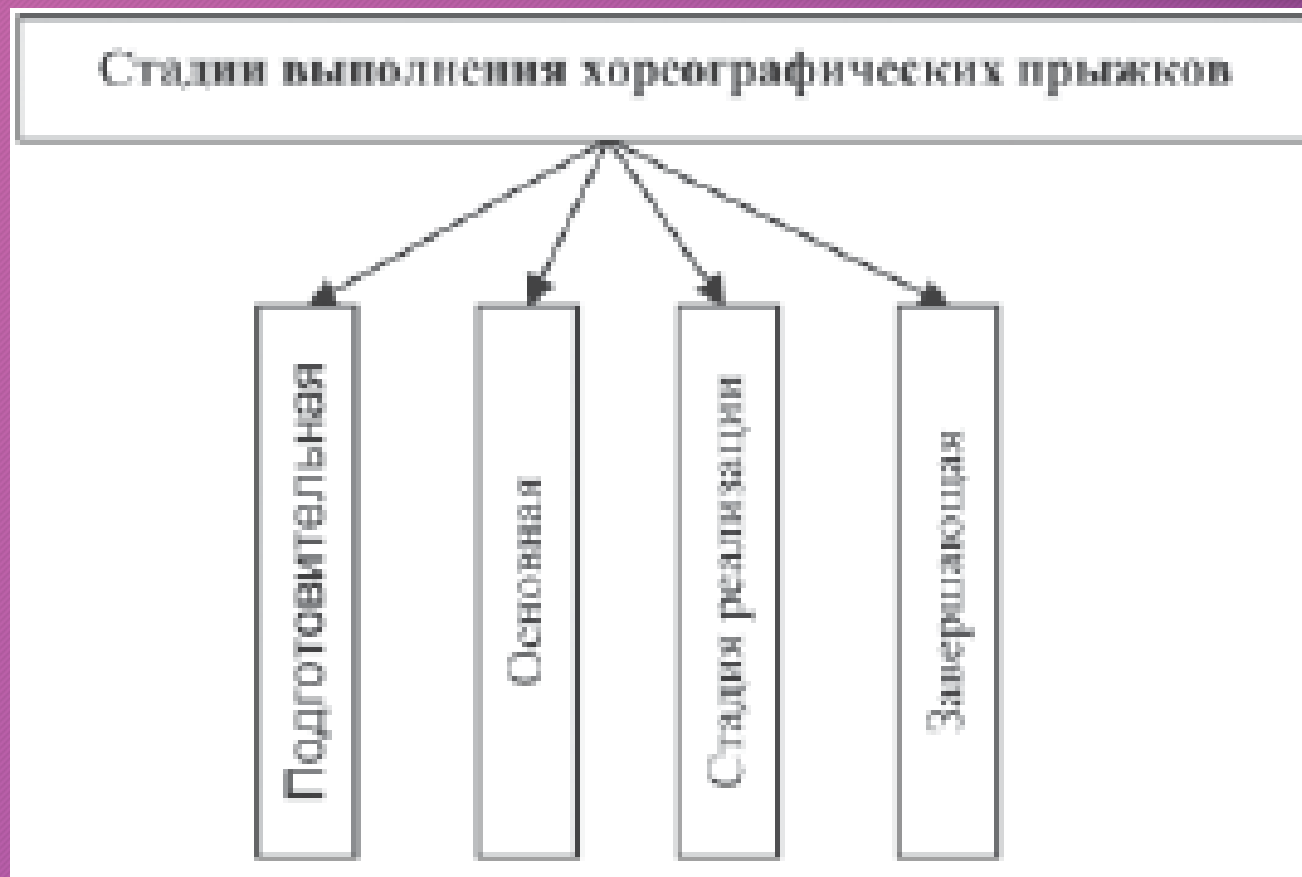 Стадии выполнения хореографических прыжков
Подготовительная
Основная
Стадия реализации
Завершающая